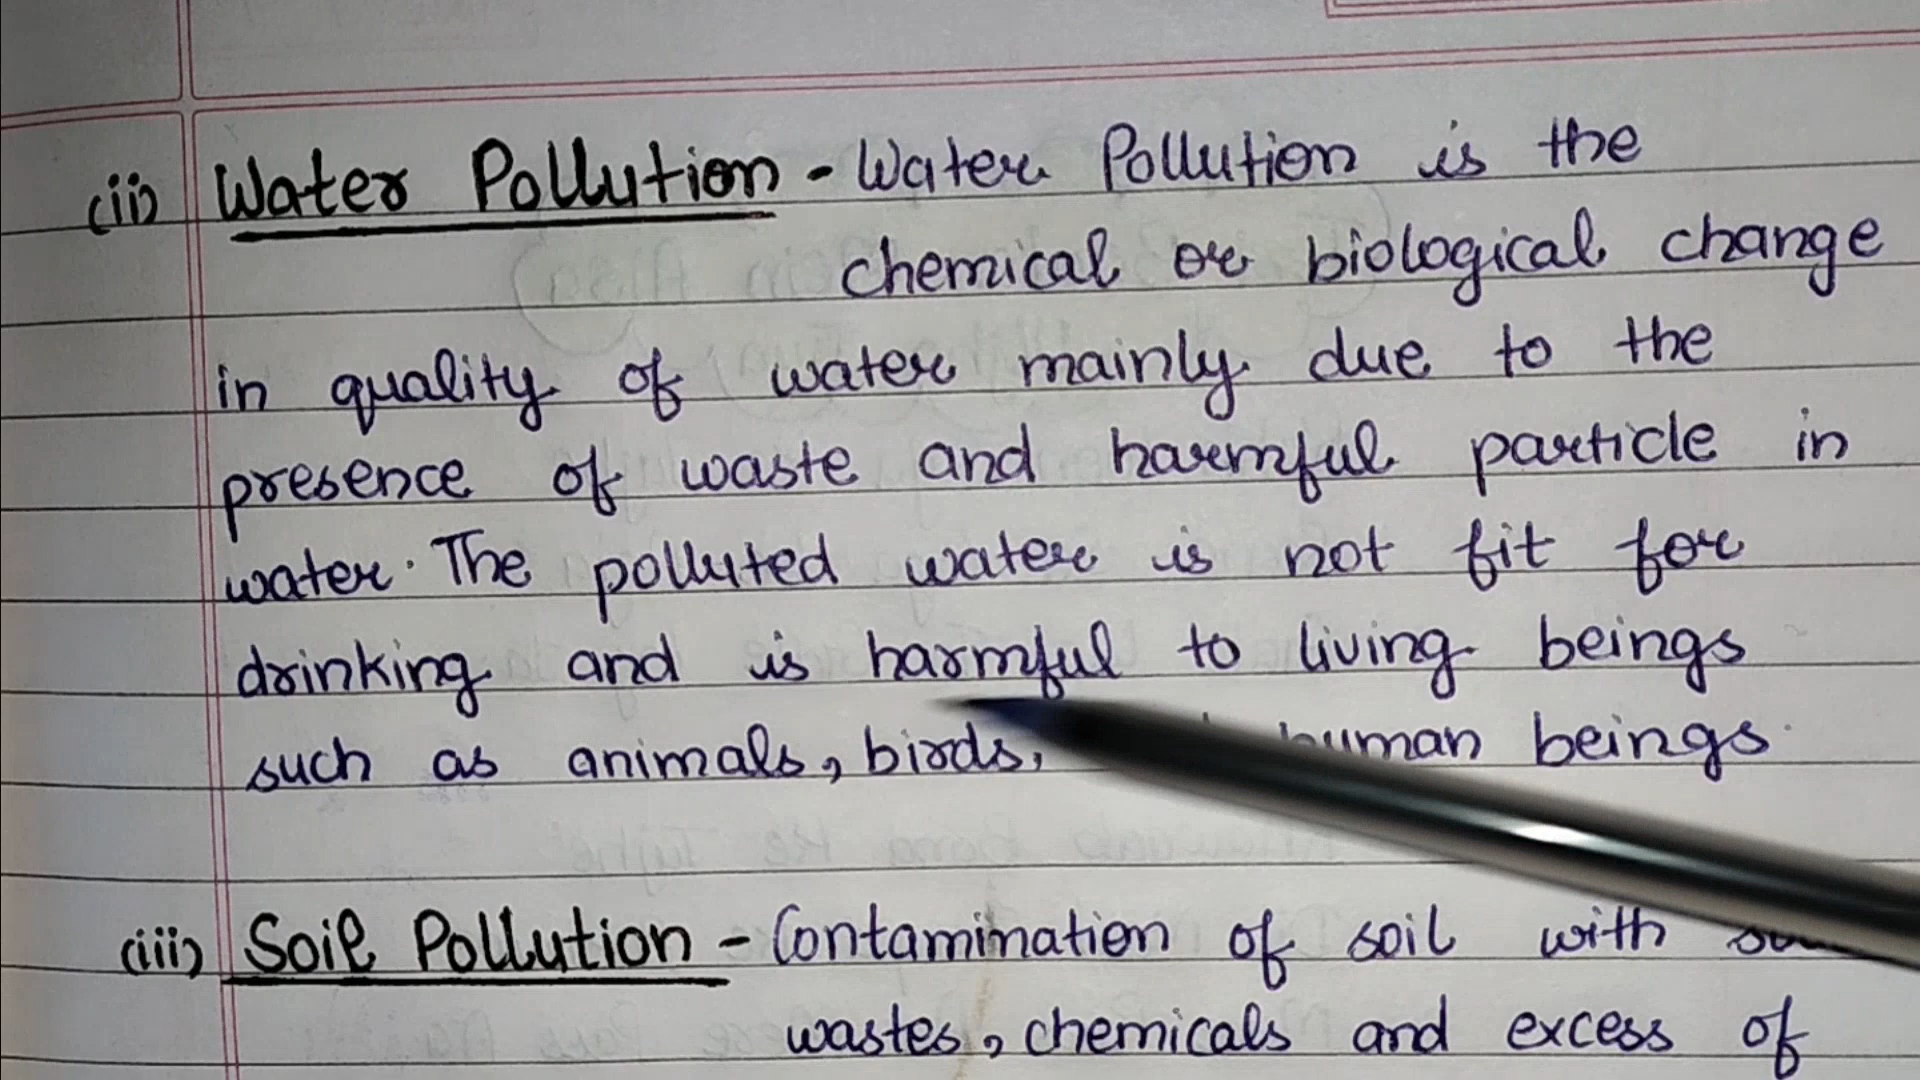 (ii) Water Pollution - Water Pollution is the
chemical or biological change
in quality of water mainly due to the
presence of waste and harmful particle in
water. The polluted water is not fit for
drinking and is harmful to living beings
such as animals, birds, human beings.
(iii) Soil Pollution - Contamination of soil with
wastes, chemicals and excess of